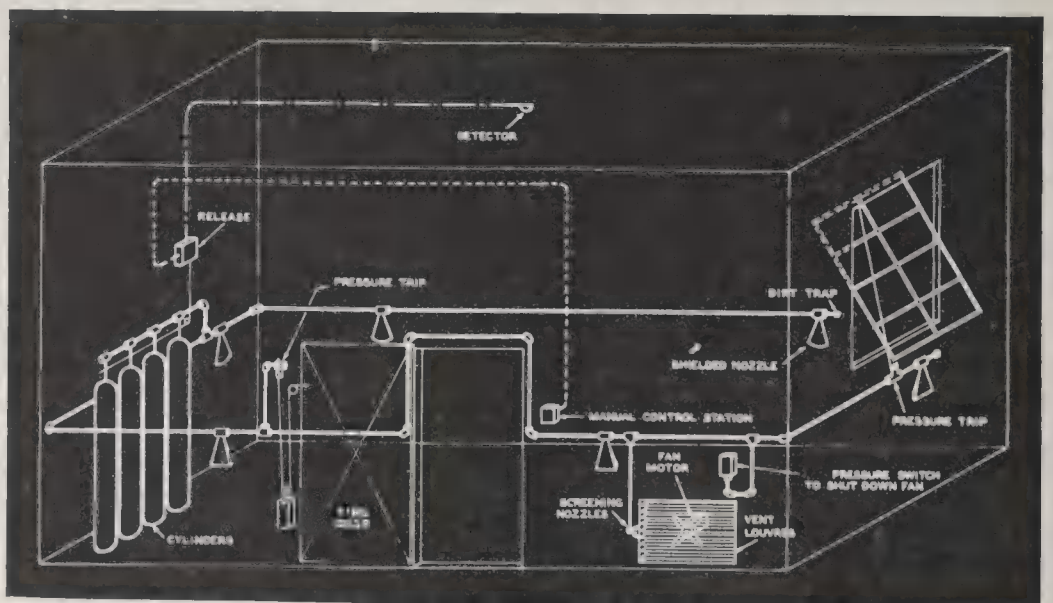 DETECTOR
RELEASE
PRESSURE TRIP
DIRT TRAP
SHIELDED NOZZLE
MANUAL CONTROL STATION
PRESSURE TRIP
FAN
MOTOR
PRESSURE SWITCH
TO SHUT DOWN FAN
SCREENING
NOZZLES
VENT
LOUVRES
CYLINDERS